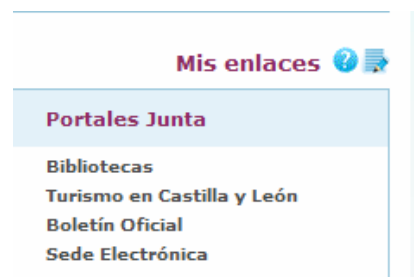 Mis enlaces ?
Portales Junta
Bibliotecas
Turismo en Castilla y León
Boletín Oficial
Sede Electrónica